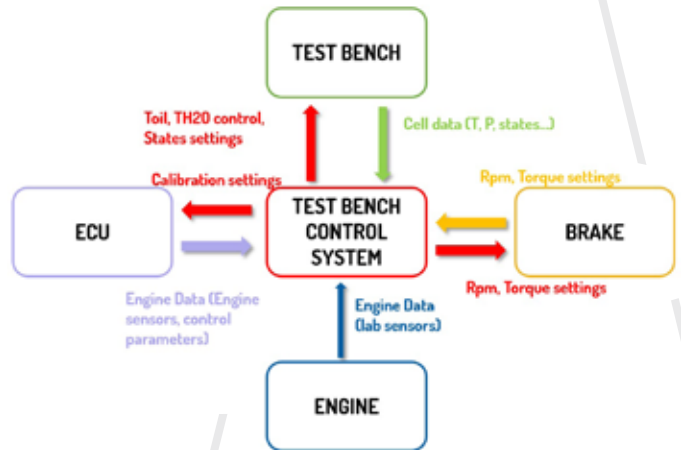 TEST BENCH
Toil, TH20 control,
States settings
Cell data (T, P, states...)
Calibration settings
Rpm, Torque settings
ECU
TEST BENCH
CONTROL
SYSTEM
BRAKE
Rpm, Torque settings
Engine Data (Engine
sensors, control
parameters)
Engine Data
(lab sensors)
ENGINE